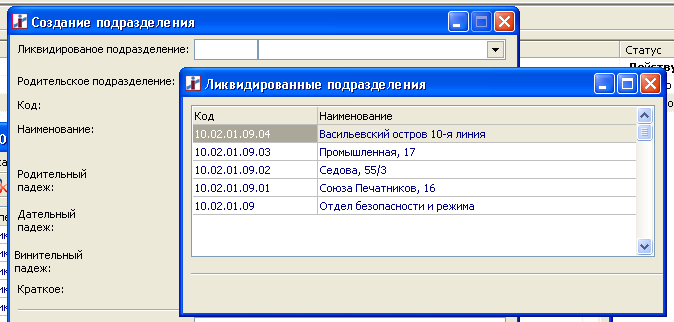 Создание подразделения
Ликвидированое подразделение:
Статус
Родительское подразделение:
Код:
Наименование:
Родительный
падеж:
Дательный
падеж:
Винительный
падеж:
Краткое:
Ликвидированные подразделения
Код Наименование
10.02.01.09.04 Васильевский остров 10-я линия
10.02.01.09.03 Промышленная, 17
10.02.01.09.02 Седова, 55/3
10.02.01.09.01 Союза Печатников, 16
10.02.01.09 Отдел безопасности и режима